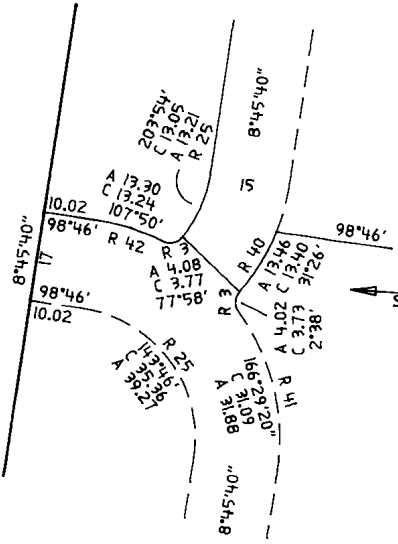 8°45'40"
15
203°54'
C 13.05
A 13.21
R 25
A 13.30
C 13.24
107°50'
10.02
98°46'
R 42
8°45'40"
17
R 3
A 4.08
C 3.77
77°58'
R 40
A 13.46
C 13.40
31°26'
98°46'
98°46'
10.02
R 3
A 4.02
C 3.73
2°38'
R 25
143°46'
C 35.36
A 39.27
R 41
166°29'20"
C 31.09
A 31.88
8°45'40"